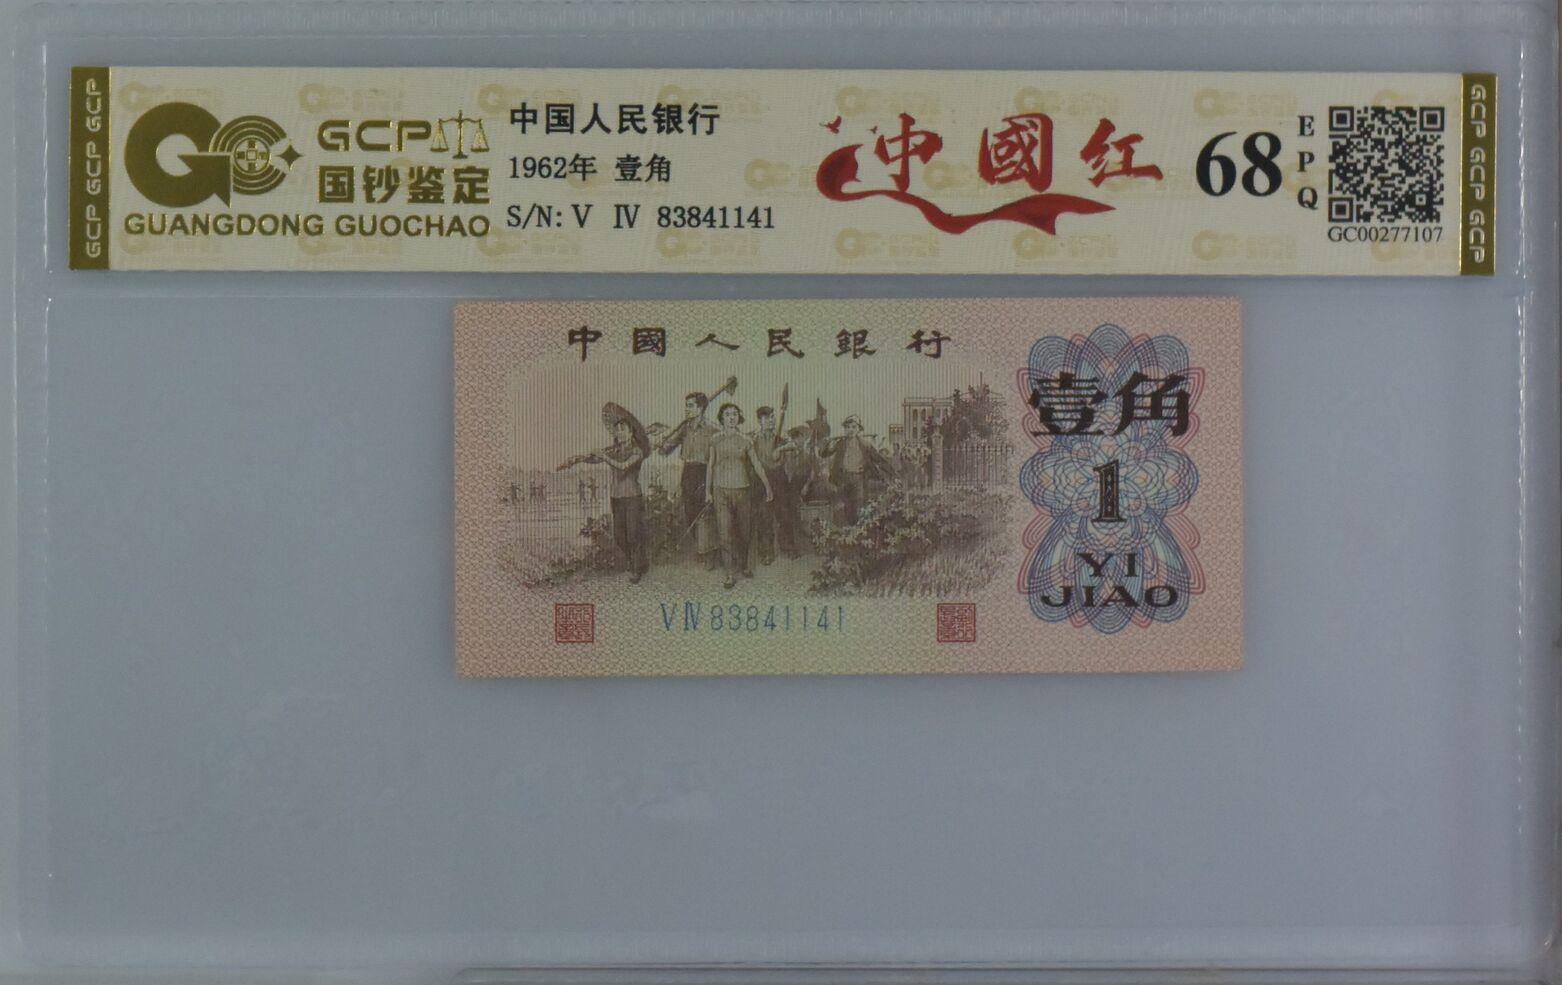 GCP GCP GCP
GCP
国钞鉴定
GUANGDONG GUOCHAO
中国人民银行
1962年 壹角
S/N: V Ⅳ 83841141
中國红
68
EPQ
GC00277107
GCP GCP GCP
中國人民銀行
壹角
1
YI
JIAO
V Ⅳ 83841141